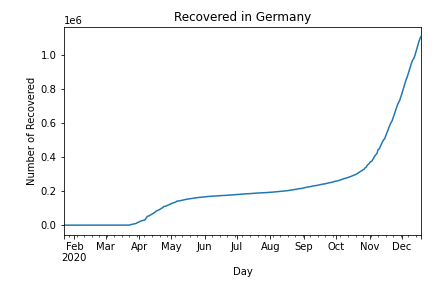 Recovered in Germany
1e6
1.0
0.8
0.6
0.4
0.2
0.0
Number of Recovered
Feb Mar Apr May Jun Jul Aug Sep Oct Nov Dec
2020
Day